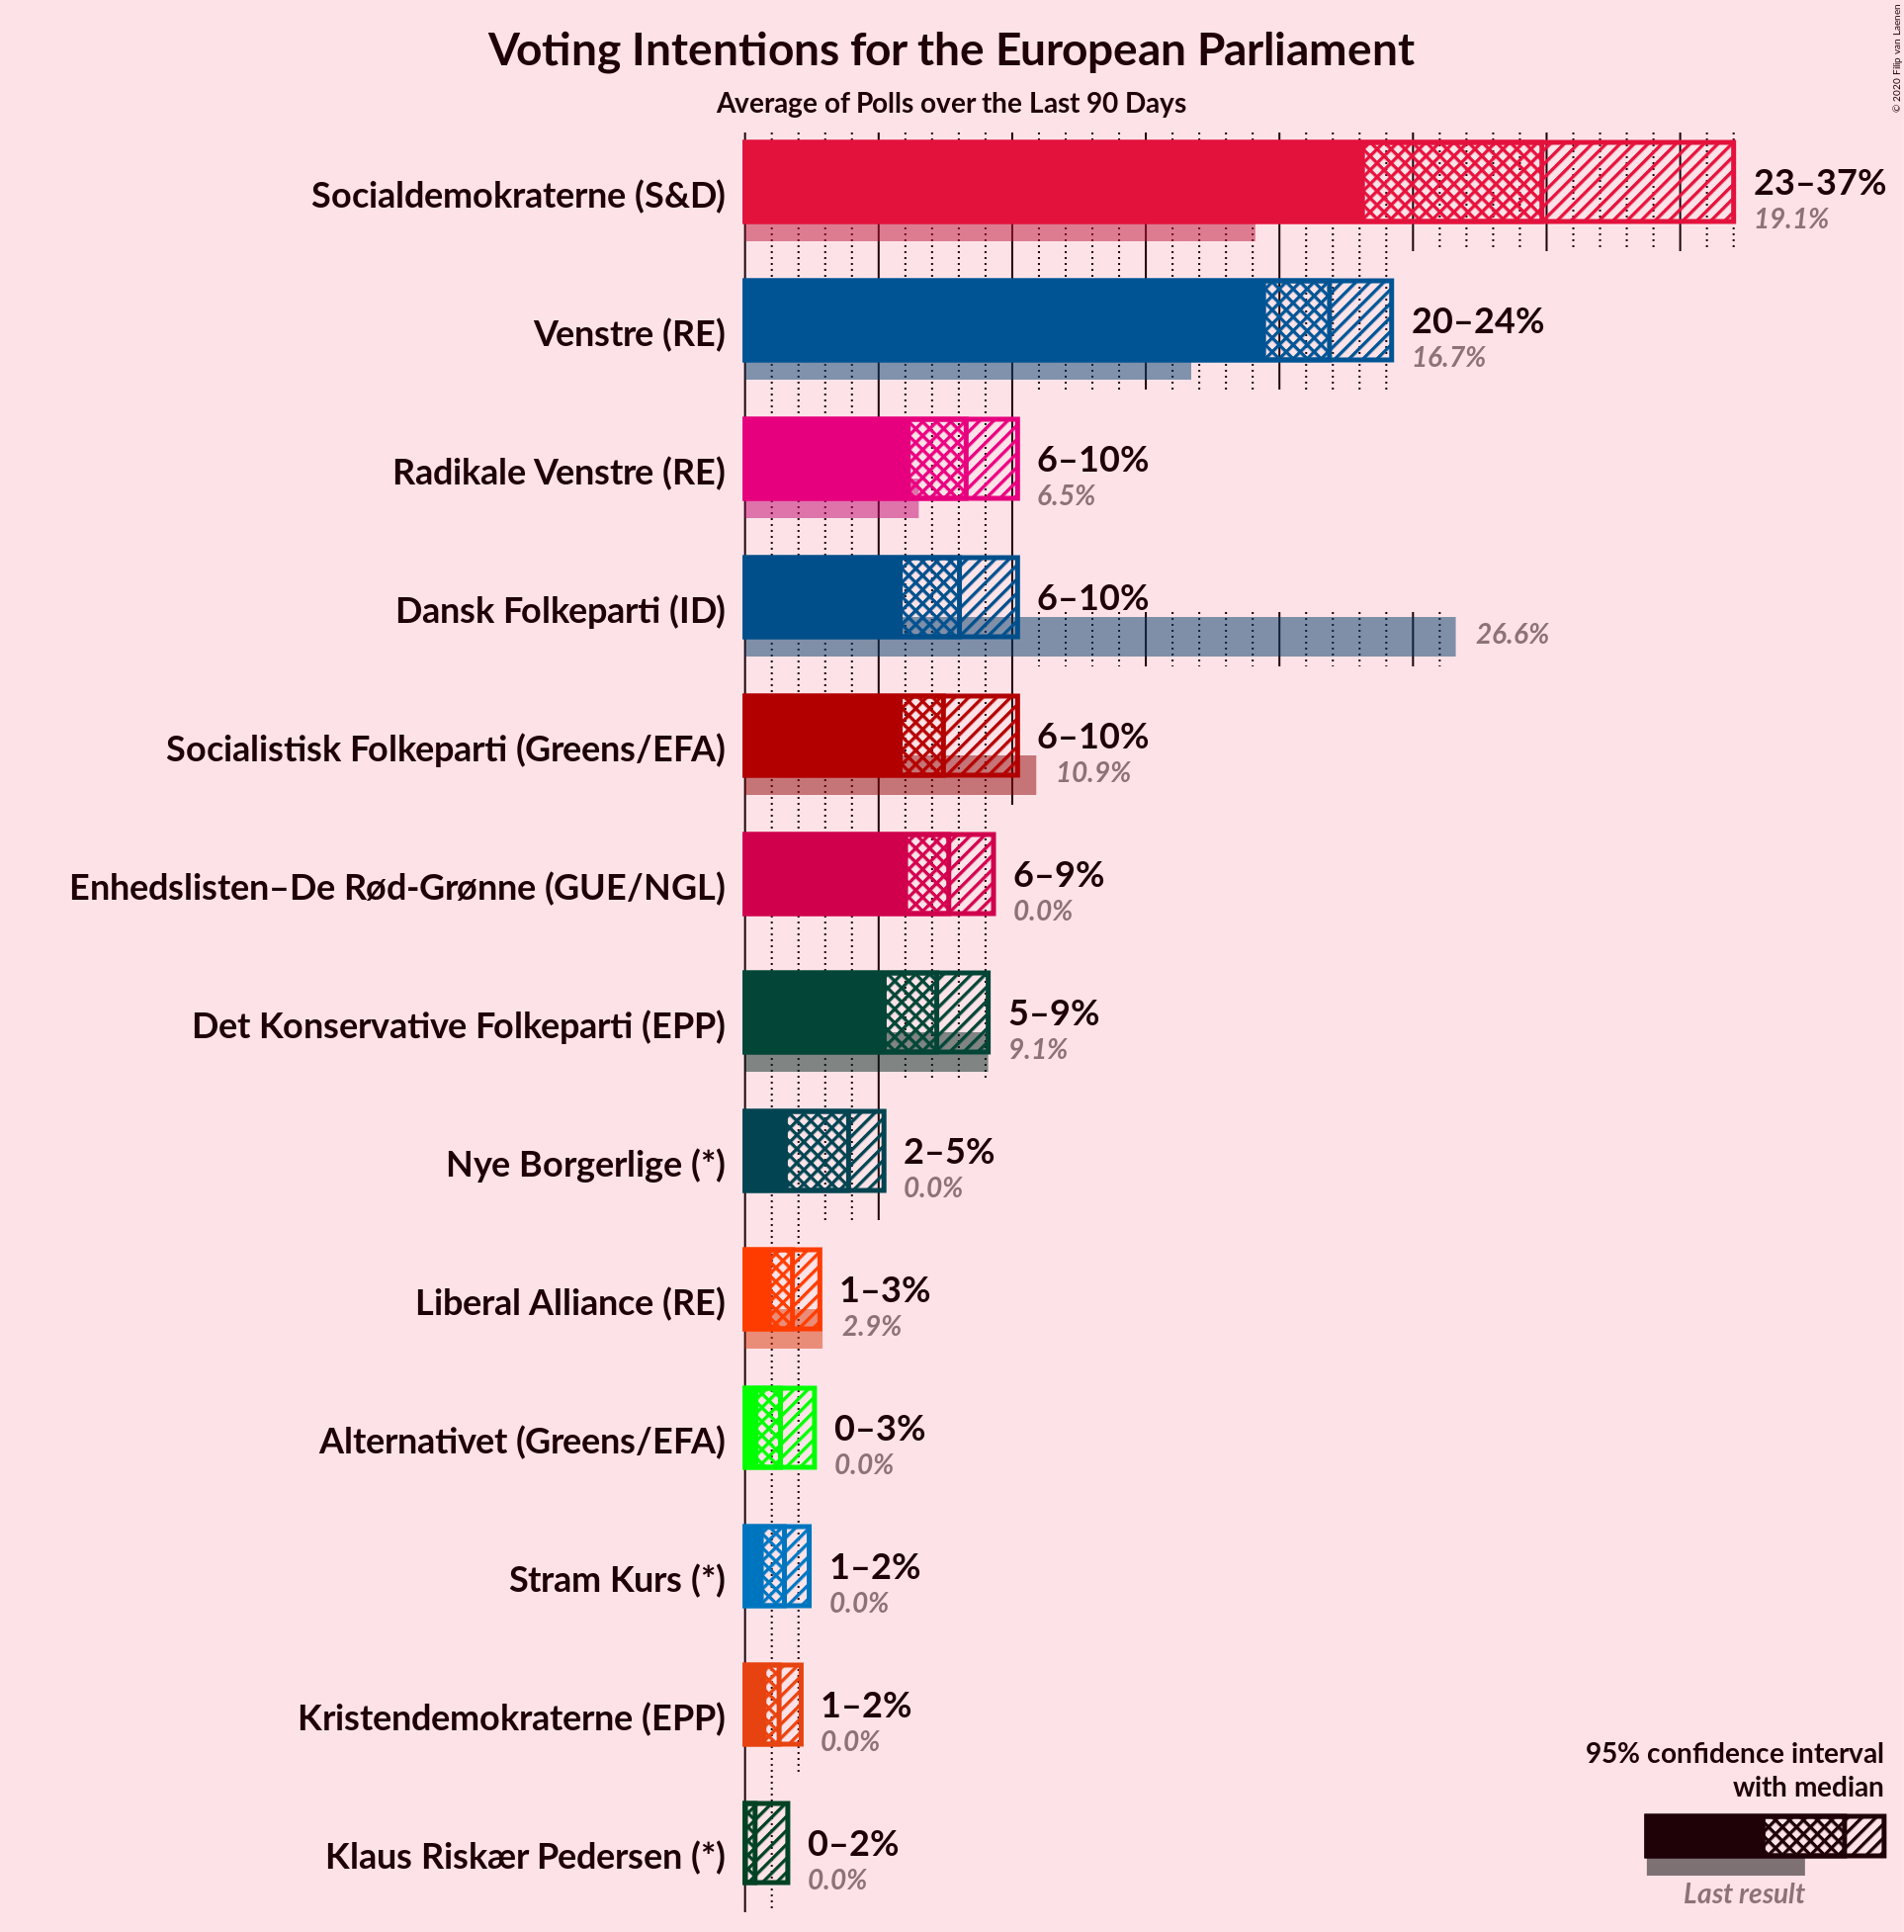 © 2020 Filip van Laenen
Voting Intentions for the European Parliament
Average of Polls over the Last 90 Days
Socialdemokraterne (S&D)
23–37%
19.1%
Venstre (RE)
20–24%
16.7%
Radikale Venstre (RE)
6–10%
6.5%
Dansk Folkeparti (ID)
6–10%
26.6%
Socialistisk Folkeparti (Greens/EFA)
6–10%
10.9%
Enhedslisten–De Rød-Grønne (GUE/NGL)
6–9%
0.0%
Det Konservative Folkeparti (EPP)
5–9%
9.1%
Nye Borgerlige (*)
2–5%
0.0%
Liberal Alliance (RE)
1–3%
2.9%
Alternativet (Greens/EFA)
0–3%
0.0%
Stram Kurs (*)
1–2%
0.0%
Kristendemokraterne (EPP)
1–2%
0.0%
Klaus Riskær Pedersen (*)
0–2%
0.0%
95% confidence interval
with median
Last result